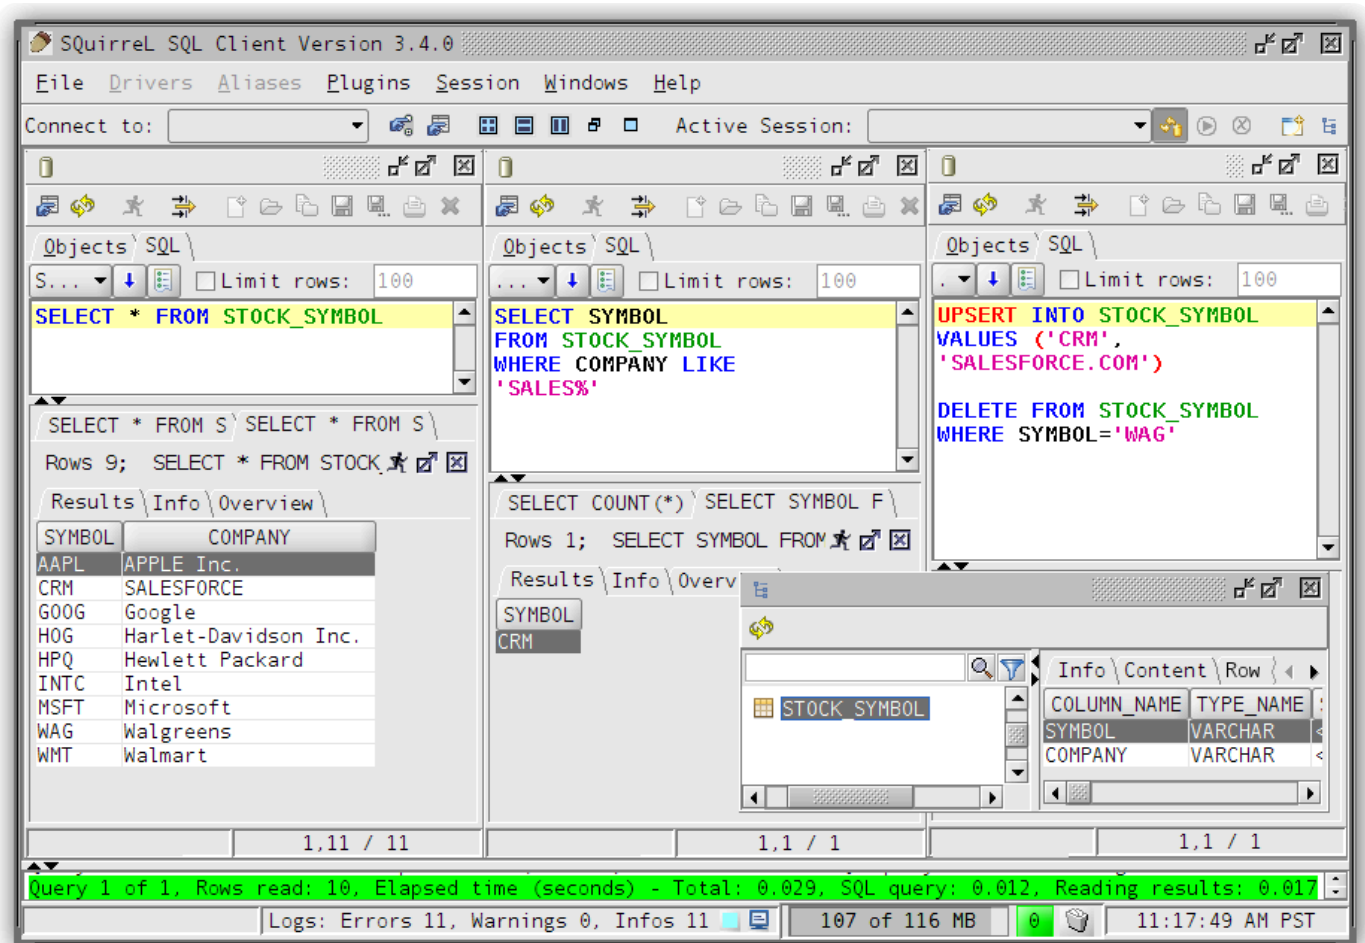 SQuirreL SQL Client Version 3.4.0
File Drivers Aliases Plugins Session Windows Help
Connect to: Active Session:
Objects SQL
S... Limit rows: 100
SELECT * FROM STOCK_SYMBOL
SELECT * FROM S SELECT * FROM S
Rows 9; SELECT * FROM STOCK
Results Info Overview
SYMBOL COMPANY
AAPL APPLE Inc.
CRM SALESFORCE
GOOG Google
HOG Harlet-Davidson Inc.
HPQ Hewlett Packard
INTC Intel
MSFT Microsoft
WAG Walgreens
WMT Walmart
1,11 / 11
Objects SQL
... Limit rows: 100
SELECT SYMBOL
FROM STOCK_SYMBOL
WHERE COMPANY LIKE
'SALES%'
SELECT COUNT(*) SELECT SYMBOL F
Rows 1; SELECT SYMBOL FROM
Results Info Overv
SYMBOL
CRM
1,1 / 1
Objects SQL
. Limit rows: 100
UPSERT INTO STOCK_SYMBOL
VALUES ('CRM',
'SALESFORCE.COM')
DELETE FROM STOCK_SYMBOL
WHERE SYMBOL='WAG'
STOCK_SYMBOL
Info Content Row
COLUMN_NAME TYPE_NAME
SYMBOL VARCHAR <
COMPANY VARCHAR <
1,1 / 1
Query 1 of 1, Rows read: 10, Elapsed time (seconds) - Total: 0.029, SQL query: 0.012, Reading results: 0.017
Logs: Errors 11, Warnings 0, Infos 11 107 of 116 MB 0 11:17:49 AM PST